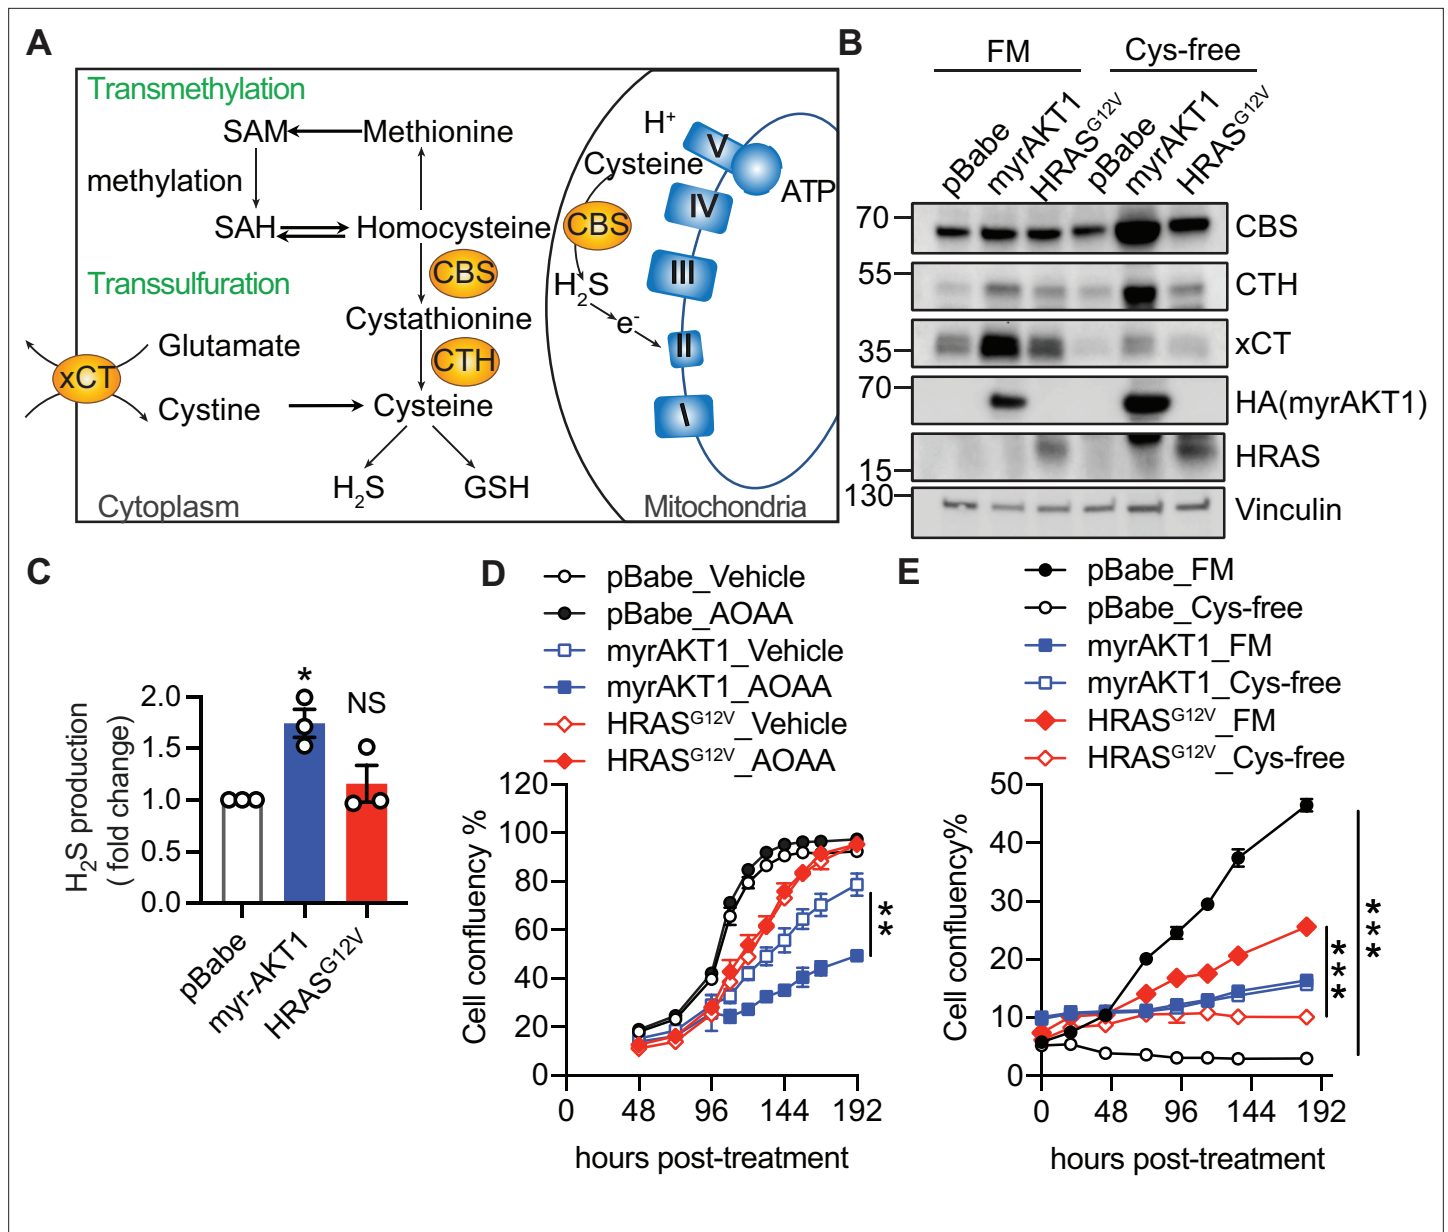 A
Transmethylation
SAM
Methionine
methylation
SAH
Homocysteine
CBS
Transsulfuration
Cystathionine
CTH
Glutamate
xCT
Cystine
Cysteine
H2S
GSH
Cytoplasm
H+
Cysteine
V
ATP
IV
CBS
III
H2S
e-
II
I
Mitochondria
B
FM
Cys-free
pBabe
myrAKT1
HRASG12V
pBabe
myrAKT1
HRASG12V
70
CBS
55
CTH
35
xCT
70
HA(myrAKT1)
15
HRAS
130
Vinculin
C
H2S production
( fold change)
2.0
1.5
1.0
0.5
0.0
*
NS
pBabe
myr-AKT1
HRASG12V
D
pBabe_Vehicle
pBabe_AOAA
myrAKT1_Vehicle
myrAKT1_AOAA
HRASG12V_Vehicle
HRASG12V_AOAA
Cell confluency %
120
100
80
60
40
20
0
**
0 48 96 144 192
hours post-treatment
E
pBabe_FM
pBabe_Cys-free
myrAKT1_FM
myrAKT1_Cys-free
HRASG12V_FM
HRASG12V_Cys-free
Cell confluency%
50
40
30
20
10
0
***
***
0 48 96 144 192
hours post-treatment